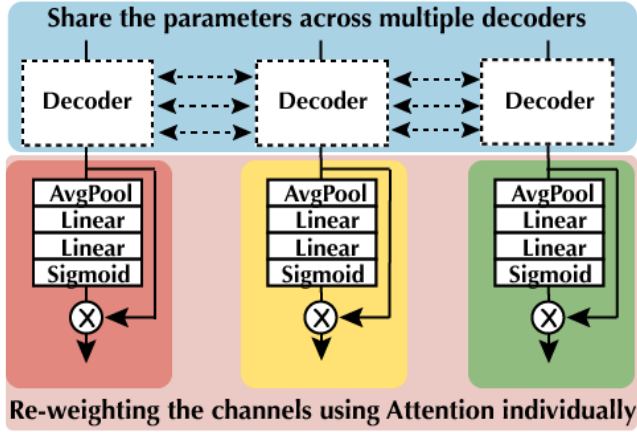 Share the parameters across multiple decoders
Decoder
Decoder
Decoder
AvgPool
Linear
Linear
Sigmoid
X
AvgPool
Linear
Linear
Sigmoid
X
AvgPool
Linear
Linear
Sigmoid
X
Re-weighting the channels using Attention individually